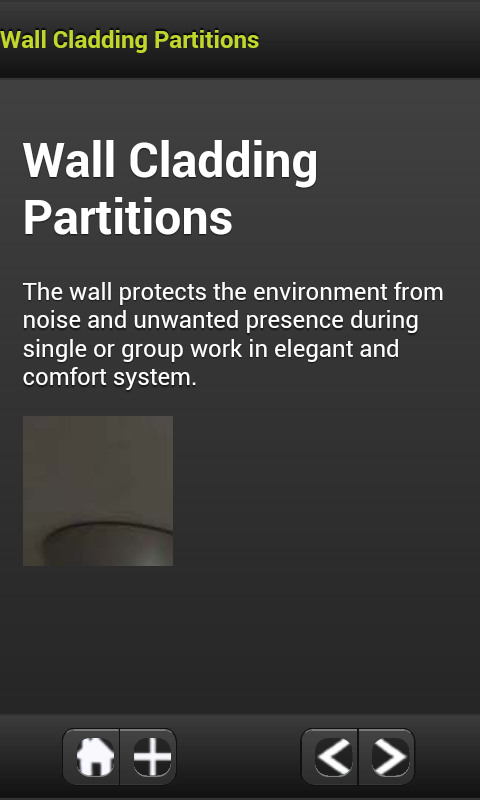 Wall Cladding Partitions
Wall Cladding
Partitions
The wall protects the environment from
noise and unwanted presence during
single or group work in elegant and
comfort system.